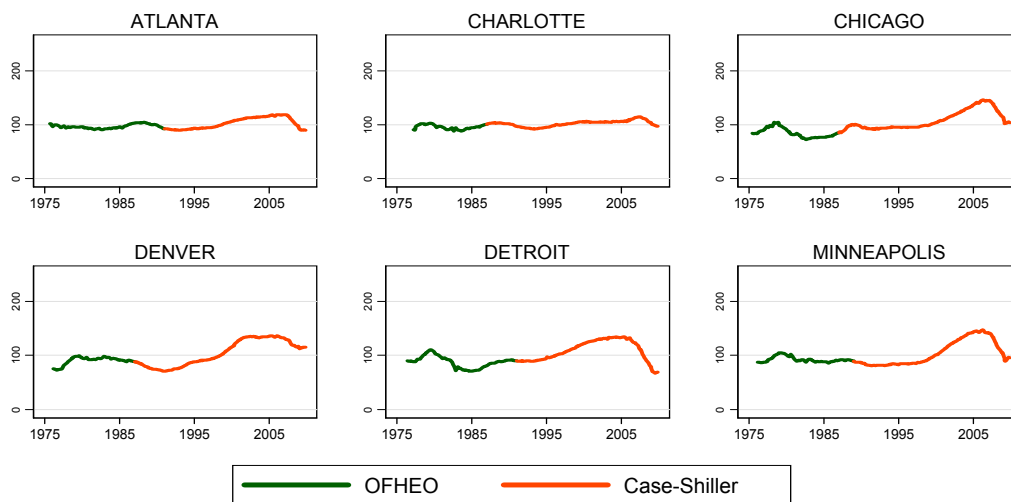 ATLANTA CHARLOTTE CHICAGO
200 200 200
100 100 100
0 0 0
1975 1985 1995 2005 1975 1985 1995 2005 1975 1985 1995 2005
DENVER DETROIT MINNEAPOLIS
200 200 200
100 100 100
0 0 0
1975 1985 1995 2005 1975 1985 1995 2005 1975 1985 1995 2005
OFHEO Case-Shiller